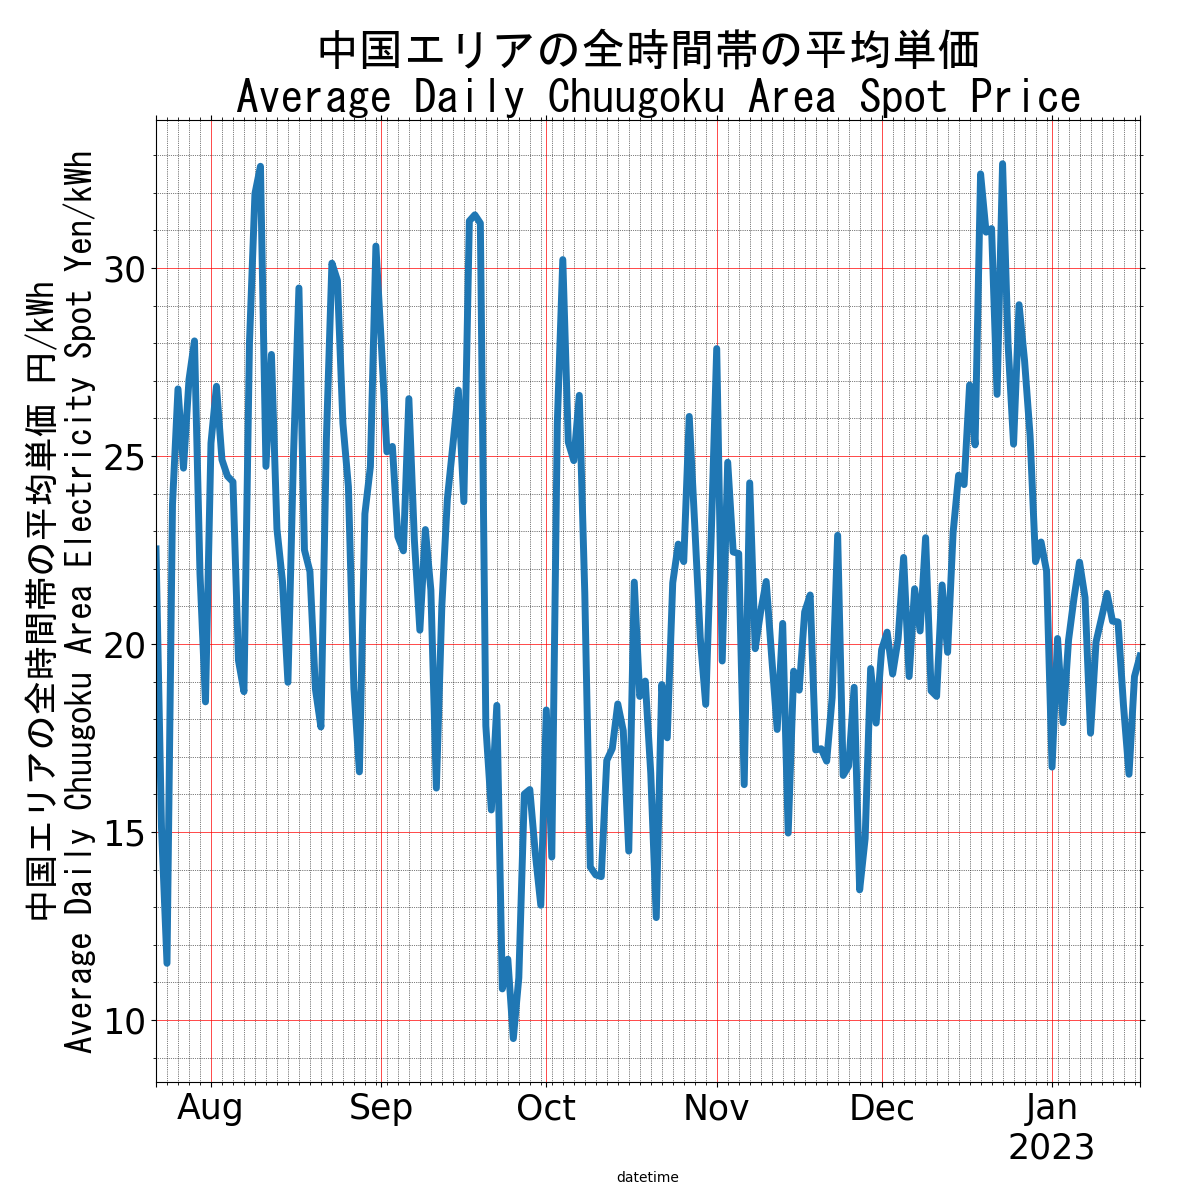 中国エリアの全時間帯の平均単価
Average Daily Chuugoku Area Spot Price
中国エリアの全時間帯の平均単価 円/kWh
Average Daily Chuugoku Area Electricity Spot Yen/kWh
30
25
20
15
10
Aug Sep Oct Nov Dec Jan
2023
datetime